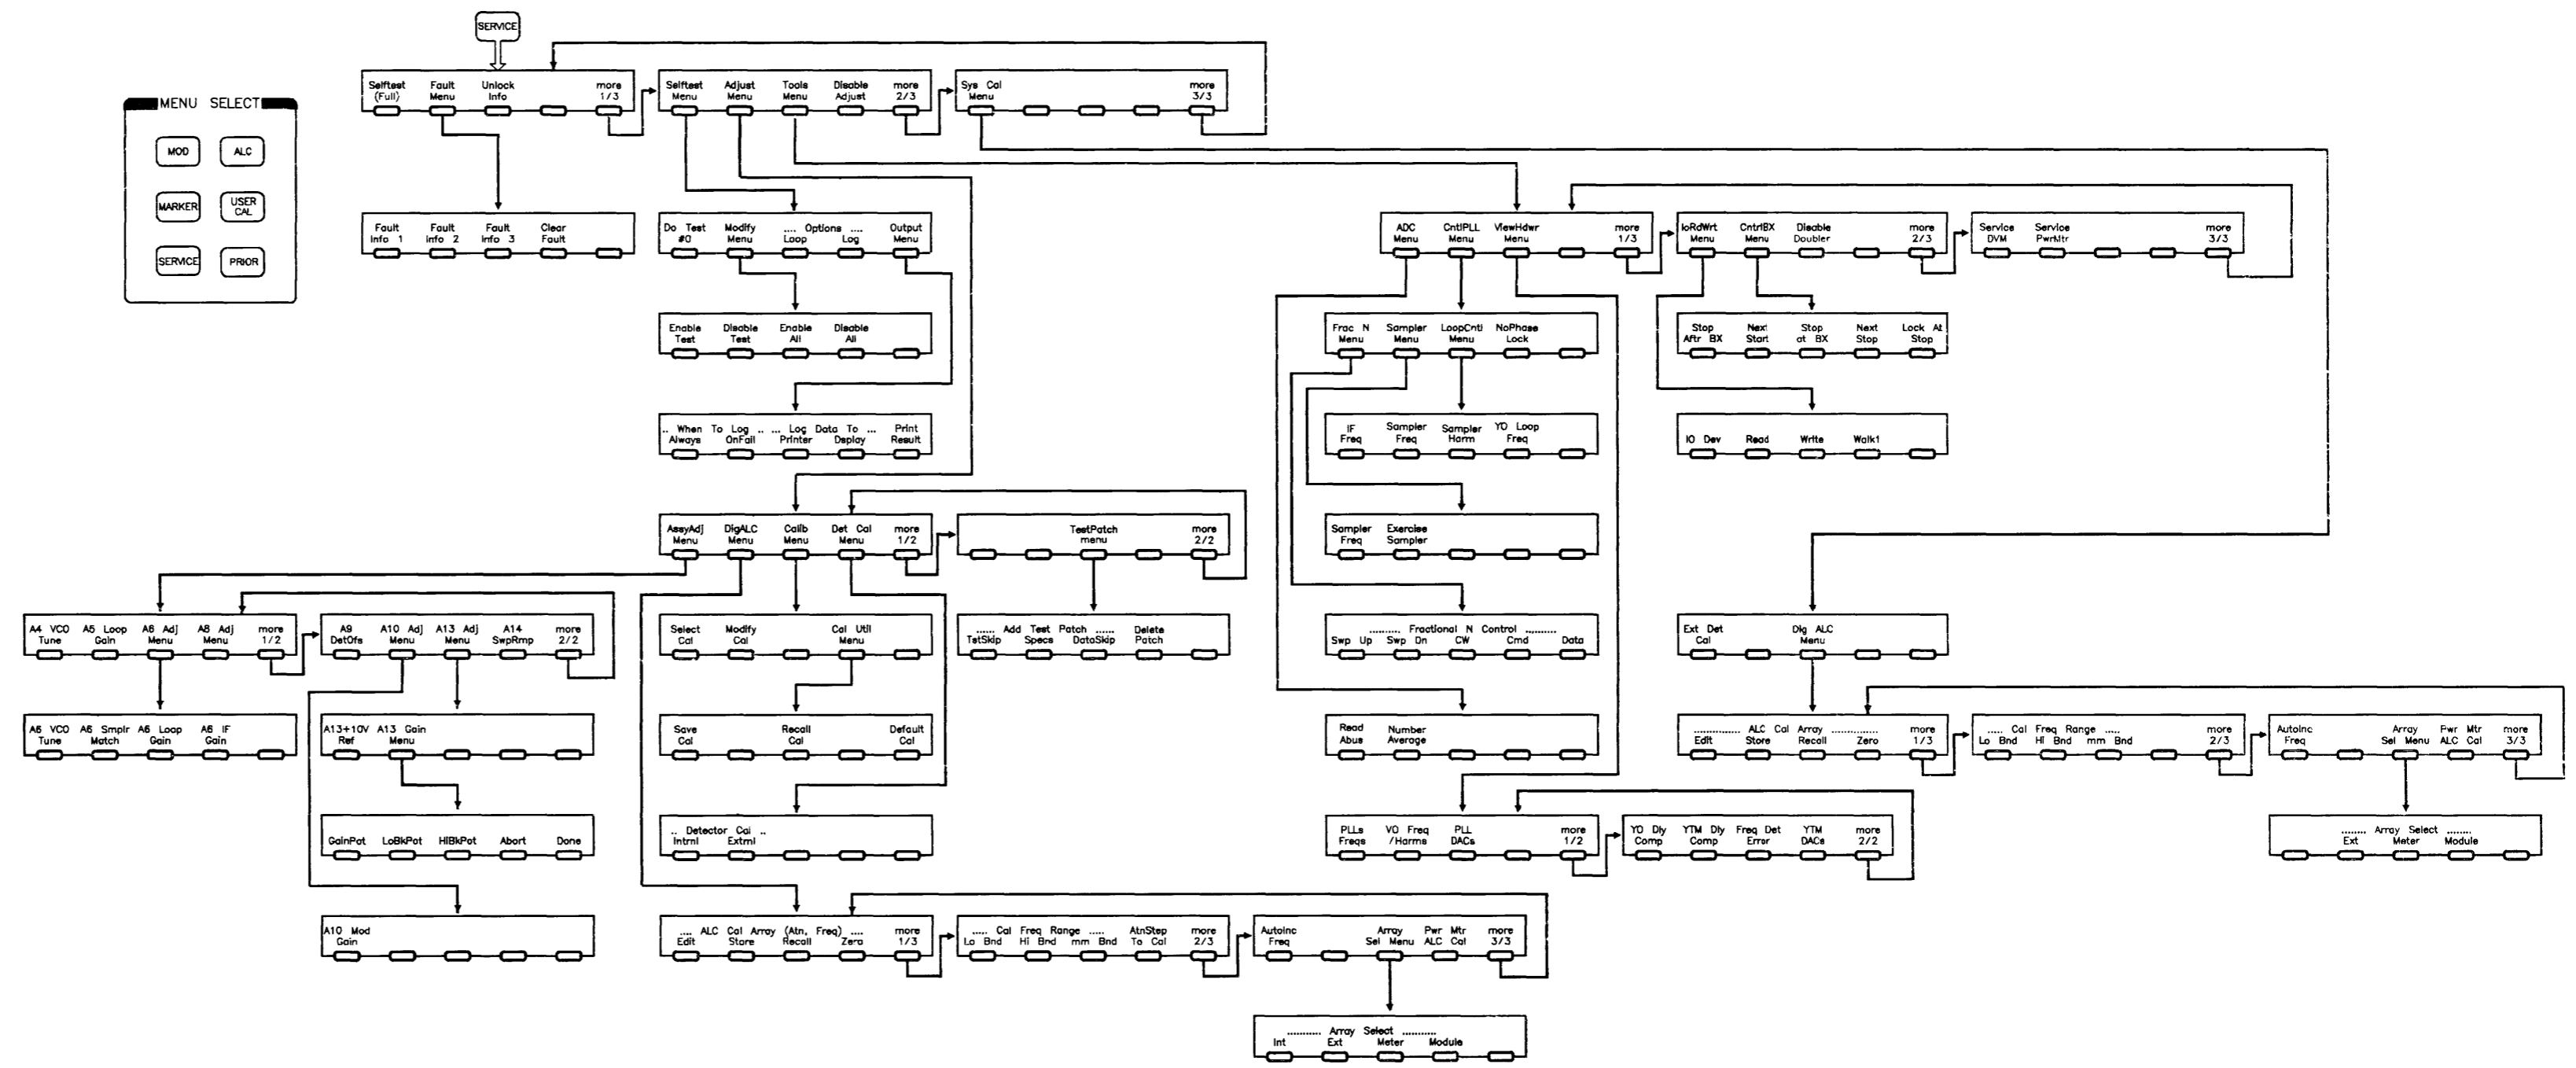 SERVICE
MENU SELECT
MOD
ALC
MARKER
USER
CAL
SERVICE
PRIOR
Selftest Fault Unlock more
(Full) Menu Info 1/3
Selftest Adjust Tools Disable more
Menu Menu Menu Adjust 2/3
Sys Cal more
Menu 3/3
Fault Fault Fault Clear
Info 1 Info 2 Info 3 Fault
Do Test Modify .... Options .... Output
#0 Menu Loop Log Menu
Enable Disable Enable Disable
Test Test All All
.. When To Log .. ... Log Data To ... Print
Always OnFail Printer Dsplay Result
AssyAdj DigALC Calib Det Cal more
Menu Menu Menu Menu 1/2
TestPatch more
menu 2/2
A4 VCO A5 Loop A6 Adj A8 Adj more
Tune Gain Menu Menu 1/2
A9 A10 Adj A13 Adj A14 more
DetOfs Menu Menu SwpRmp 2/2
Select Modify Cal Util
Cal Cal Menu
...... Add Test Patch ...... Delete
TstSkip Specs DataSkip Patch
A6 VCO A6 Smplr A6 Loop A6 IF
Tune Match Gain Gain
A13+10V A13 Gain
Ref Menu
Save Recall Default
Cal Cal Cal
GainPot LoBkPot HiBkPot Abort Done
.. Detector Cal ..
Intrnl Extrnl
A10 Mod
Gain
.... ALC Cal Array (Atn, Freq) .... more
Edit Store Recall Zero 1/3
..... Cal Freq Range ..... AtnStep more
Lo Bnd Hi Bnd mm Bnd To Cal 2/3
AutoInc Array Pwr Mtr more
Freq Sel Menu ALC Cal 3/3
........... Array Select ...........
Int Ext Meter Module
ADC CntlPLL ViewHdwr more
Menu Menu Menu 1/3
IoRdWrt CntrlBX Disable more
Menu Menu Doubler 2/3
Service Service more
DVM PwrMtr 3/3
Frac N Sampler LoopCntl NoPhase
Menu Menu Menu Lock
Stop Next Stop Next Lock At
Aftr BX Start at BX Stop Stop
IF Sampler Sampler YO Loop
Freq Freq Harm Freq
IO Dev Read Write Walk1
Sampler Exercise
Freq Sampler
.......... Fractional N Control ..........
Swp Up Swp Dn CW Cmd Data
Read Number
Abus Average
PLLs VO Freq PLL more
Freqs /Harms DACs 1/2
YO Dly YTM Dly Freq Det YTM more
Comp Comp Error DACs 2/2
Ext Det Dig ALC
Cal Menu
.............. ALC Cal Array .............. more
Edit Store Recall Zero 1/3
..... Cal Freq Range ..... more
Lo Bnd Hi Bnd mm Bnd 2/3
AutoInc Array Pwr Mtr more
Freq Sel Menu ALC Cal 3/3
........ Array Select ........
Ext Meter Module